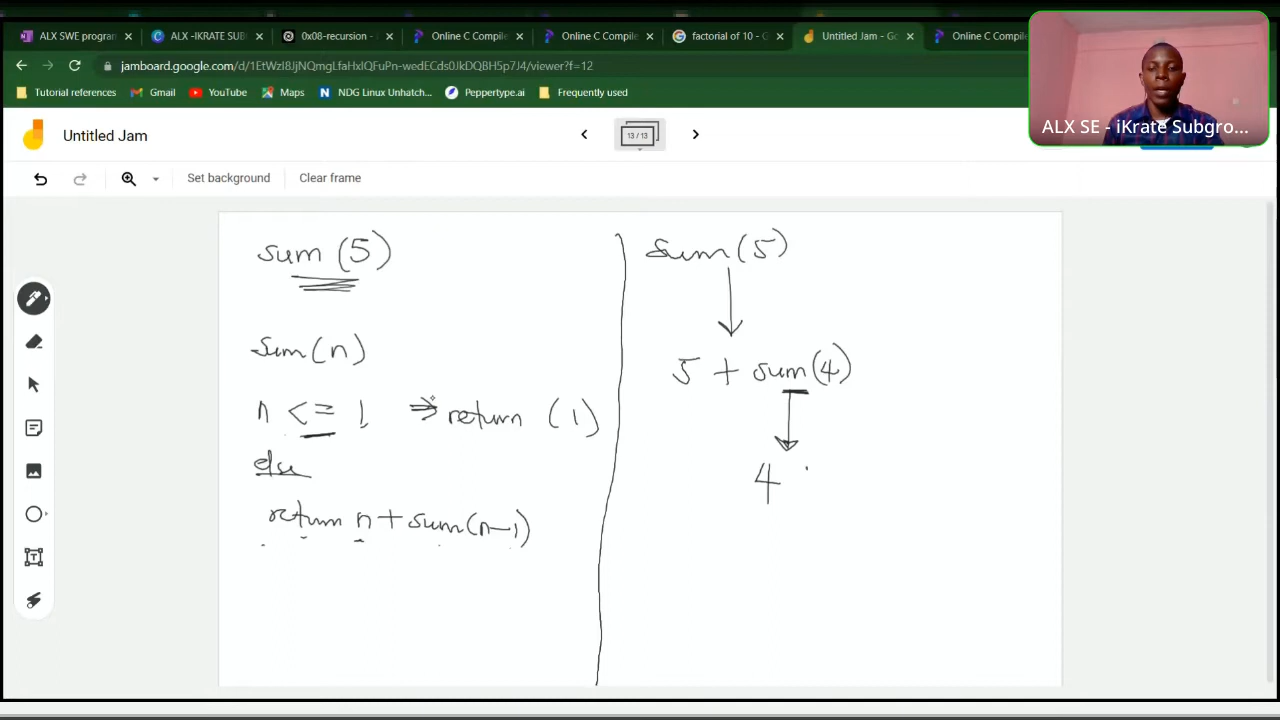 ALX SWE program
ALX -IKRATE SUB
0x08-recursion -
Online C Compile
Online C Compile
factorial of 10 - G
Untitled Jam - Go
Online C Compile
jamboard.google.com/d/
/viewer?f=12
Tutorial references
Gmail
YouTube
Maps
NDG Linux Unhatch...
Peppertype.ai
Frequently used
ALX SE - iKrate Subgro...
Untitled Jam
13 / 13
Set background
Clear frame
sum (5)
sum(n)
n <= 1 ⇒ return (1)
else
return n + sum(n-1)
sum(5)
5 + sum(4)
4